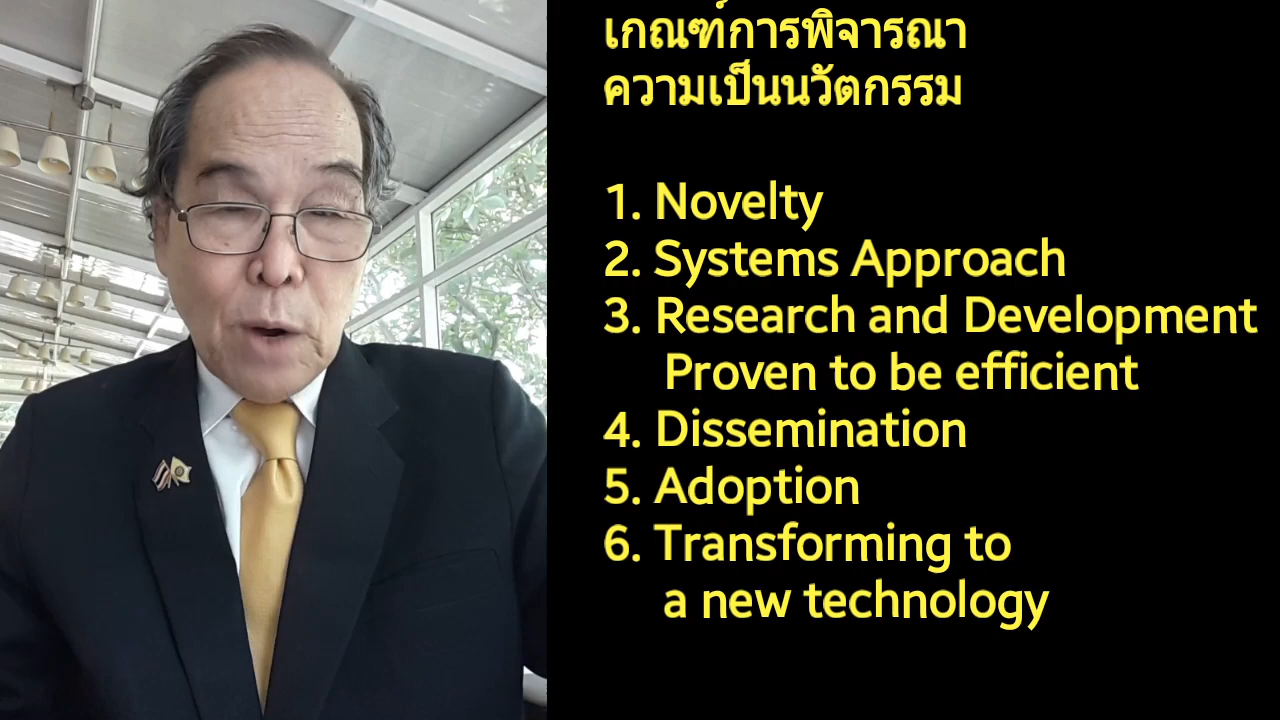 เกณฑ์การพิจารณา
ความเป็นนวัตกรรม
1. Novelty
2. Systems Approach
3. Research and Development
Proven to be efficient
4. Dissemination
5. Adoption
6. Transforming to
a new technology